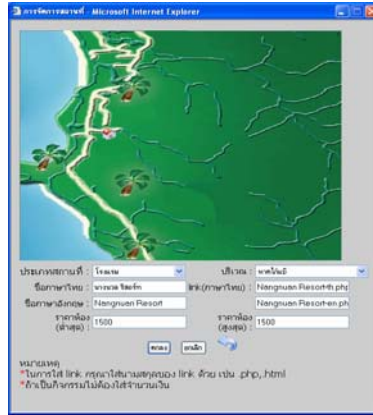 การจัดการสถานที่ - Microsoft Internet Explorer
ประเภทสถานที่ : โรงแรม บริเวณ : หาดไก่แบ้
ชื่อภาษาไทย : นางนวล รีสอร์ท link(ภาษาไทย) : Nangnuan Resort-th.php
ชื่อภาษาอังกฤษ : Nangnuan Resort Nangnuan Resort-en.ph
ราคาห้อง (ต่ำสุด) : 1500 ราคาห้อง (สูงสุด) : 1500
ตกลง ยกเลิก
หมายเหตุ
*ในการใส่ link กรุณาใส่นามสกุลของ link ด้วย เช่น .php,.html
*ถ้าเป็นกิจกรรมไม่ต้องใส่จำนวนเงิน